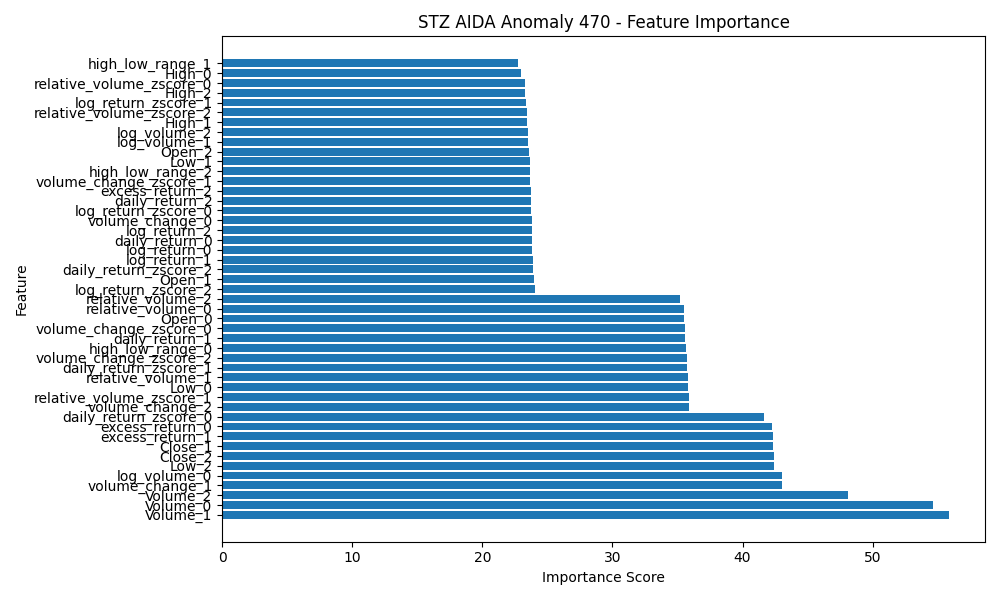 STZ AIDA Anomaly 470 - Feature Importance
high_low_range_1
High_0
relative_volume_zscore_0
High_2
log_return_zscore_1
relative_volume_zscore_2
High_1
log_volume_2
log_volume_1
Open_2
Low_1
high_low_range_2
volume_change_zscore_1
excess_return_2
daily_return_2
log_return_zscore_0
volume_change_0
log_return_2
daily_return_0
log_return_0
log_return_1
daily_return_zscore_2
Open_1
log_return_zscore_2
relative_volume_2
relative_volume_0
Open_0
volume_change_zscore_0
daily_return_1
high_low_range_0
volume_change_zscore_2
daily_return_zscore_1
relative_volume_1
Low_0
relative_volume_zscore_1
volume_change_2
daily_return_zscore_0
excess_return_0
excess_return_1
Close_1
Close_2
Low_2
log_volume_0
volume_change_1
Volume_2
Volume_0
Volume_1
Feature
0 10 20 30 40 50
Importance Score